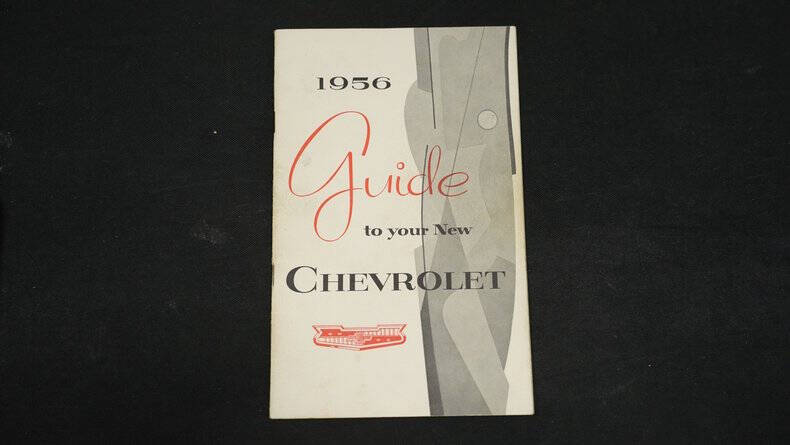 1956
Guide
to your New
CHEVROLET